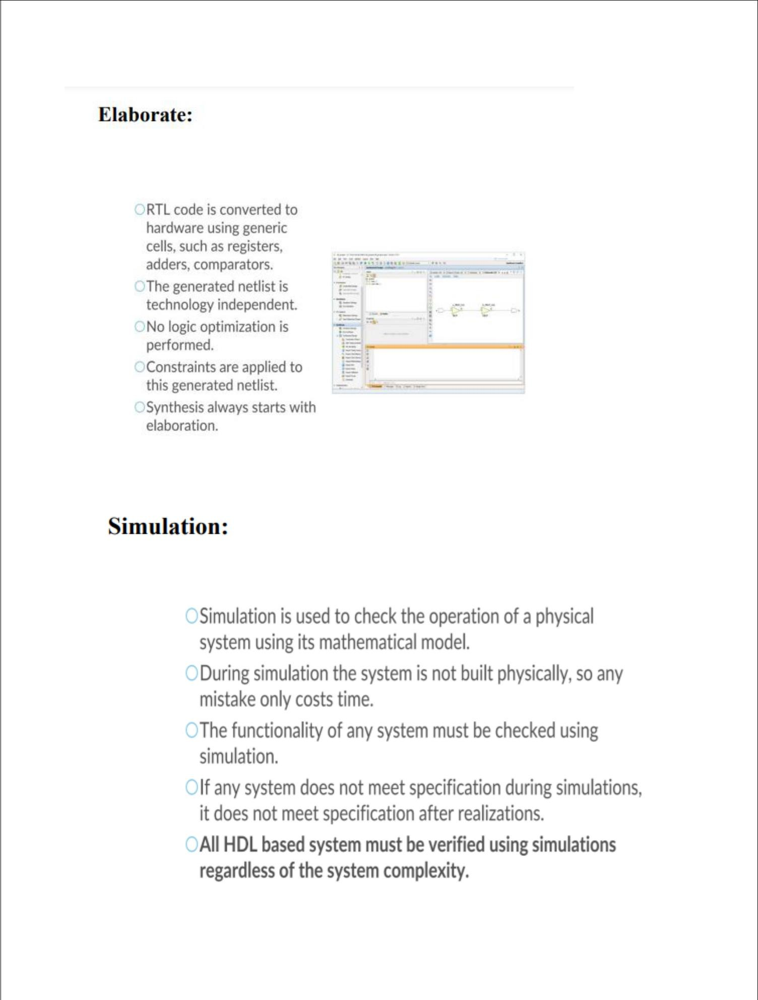 Elaborate:
RTL code is converted to
hardware using generic
cells, such as registers,
adders, comparators.
The generated netlist is
technology independent.
No logic optimization is
performed.
Constraints are applied to
this generated netlist.
Synthesis always starts with
elaboration.
Simulation:
Simulation is used to check the operation of a physical
system using its mathematical model.
During simulation the system is not built physically, so any
mistake only costs time.
The functionality of any system must be checked using
simulation.
If any system does not meet specification during simulations,
it does not meet specification after realizations.
All HDL based system must be verified using simulations
regardless of the system complexity.